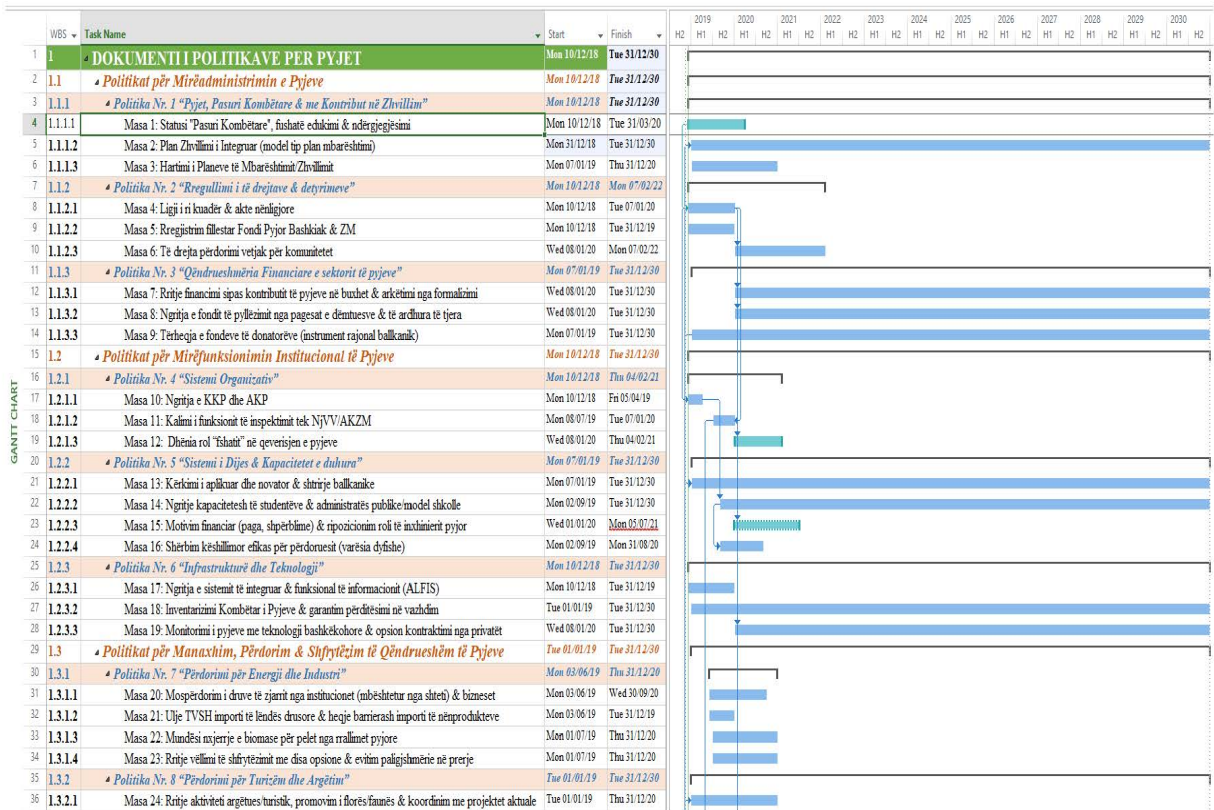 2019 2020 2021 2022 2023 2024 2025 2026 2027 2028 2029 2030
WBS Task Name Start Finish H2 H1 H2 H1 H2 H1 H2 H1 H2 H1 H2 H1 H2 H1 H2 H1 H2 H1 H2 H1 H2 H1 H2 H1 H2
1 1 DOKUMENTI I POLITIKAVE PER PYJET Mon 10/12/18 Tue 31/12/30
2 1.1 Politikat për Mirëadministrimin e Pyjeve Mon 10/12/18 Tue 31/12/30
3 1.1.1 Politika Nr. 1 “Pyjet, Pasuri Kombëtare & me Kontribut në Zhvillim” Mon 10/12/18 Tue 31/12/30
4 1.1.1.1 Masa 1: Statusi "Pasuri Kombëtare", fushatë edukimi & ndërgjegjësimi Mon 10/12/18 Tue 31/03/20
5 1.1.1.2 Masa 2: Plan Zhvillimi i Integruar (model tip plan mbarështimi) Mon 31/12/18 Tue 31/12/30
6 1.1.1.3 Masa 3: Hartimi i Planeve të Mbarështimit/Zhvillimit Mon 07/01/19 Thu 31/12/20
7 1.1.2 Politika Nr. 2 “Rregullimi i të drejtave & detyrimeve” Mon 10/12/18 Mon 07/02/22
8 1.1.2.1 Masa 4: Ligji i ri kuadër & akte nënligjore Mon 10/12/18 Tue 07/01/20
9 1.1.2.2 Masa 5: Rregjistrim fillestar Fondi Pyjor Bashkiak & ZM Mon 10/12/18 Tue 31/12/19
10 1.1.2.3 Masa 6: Të drejta përdorimi vetjak për komunitetet Wed 08/01/20 Mon 07/02/22
11 1.1.3 Politika Nr. 3 “Qëndrueshmëria Financiare e sektorit të pyjeve” Mon 07/01/19 Tue 31/12/30
12 1.1.3.1 Masa 7: Rritje financimi sipas kontributit të pyjeve në buxhet & arkëtimi nga formalizimi Wed 08/01/20 Tue 31/12/30
13 1.1.3.2 Masa 8: Ngritja e fondit të pyllëzimit nga pagesat e dëmtuesve & të ardhura të tjera Wed 08/01/20 Tue 31/12/30
14 1.1.3.3 Masa 9: Tërheqja e fondeve të donatorëve (instrument rajonal ballkanik) Mon 07/01/19 Tue 31/12/30
15 1.2 Politikat për Mirëfunksionimin Institucional të Pyjeve Mon 10/12/18 Tue 31/12/30
16 1.2.1 Politika Nr. 4 “Sistemi Organizativ” Mon 10/12/18 Thu 04/02/21
17 1.2.1.1 Masa 10: Ngritja e KKP dhe AKP Mon 10/12/18 Fri 05/04/19
18 1.2.1.2 Masa 11: Kalimi i funksionit të inspektimit tek NjVV/AKZM Mon 08/07/19 Tue 07/01/20
19 1.2.1.3 Masa 12: Dhënia rol “fshatit” në qeverisjen e pyjeve Wed 08/01/20 Thu 04/02/21
20 1.2.2 Politika Nr. 5 “Sistemi i Dijes & Kapacitetet e duhura” Mon 07/01/19 Tue 31/12/30
21 1.2.2.1 Masa 13: Kërkimi i aplikuar dhe novator & shtrirje ballkanike Mon 07/01/19 Tue 31/12/30
22 1.2.2.2 Masa 14: Ngritje kapacitetesh të studentëve & administratës publike/model shkolle Mon 02/09/19 Tue 31/12/30
23 1.2.2.3 Masa 15: Motivim financiar (paga, shpërblime) & ripozicionim roli të inxhinierit pyjor Wed 01/01/20 Mon 05/07/21
24 1.2.2.4 Masa 16: Shërbim këshillimor efikas për përdoruesit (varësia dyfishe) Mon 02/09/19 Mon 31/08/20
25 1.2.3 Politika Nr. 6 “Infrastrukturë dhe Teknologji” Mon 10/12/18 Tue 31/12/30
26 1.2.3.1 Masa 17: Ngritja e sistemit të integruar & funksional të informacionit (ALFIS) Mon 10/12/18 Tue 31/12/19
27 1.2.3.2 Masa 18: Inventarizimi Kombëtar i Pyjeve & garantim përditësimi në vazhdim Tue 01/01/19 Tue 31/12/30
28 1.2.3.3 Masa 19: Monitorimi i pyjeve me teknologji bashkëkohore & opsion kontraktimi nga privatët Wed 08/01/20 Tue 31/12/30
29 1.3 Politikat për Manaxhim, Përdorim & Shfrytëzim të Qëndrueshëm të Pyjeve Tue 01/01/19 Tue 31/12/30
30 1.3.1 Politika Nr. 7 “Përdorimi për Energji dhe Industri” Mon 03/06/19 Thu 31/12/20
31 1.3.1.1 Masa 20: Mospërdorim i druve të zjarrit nga institucionet (mbështetur nga shteti) & bizneset Mon 03/06/19 Wed 30/09/20
32 1.3.1.2 Masa 21: Ulje TVSH importi të lëndës drusore & heqje barrierash importi të nënprodukteve Mon 03/06/19 Tue 31/12/19
33 1.3.1.3 Masa 22: Mundësi nxjerrje e biomase për pelet nga rrallimet pyjore Mon 01/07/19 Thu 31/12/20
34 1.3.1.4 Masa 23: Rritje vëllimi të shfrytëzimit me disa opsione & evitim paligjshmërie në prerje Mon 01/07/19 Thu 31/12/20
35 1.3.2 Politika Nr. 8 “Përdorimi për Turizëm dhe Argëtim” Tue 01/01/19 Tue 31/12/30
36 1.3.2.1 Masa 24: Rritje aktiviteti argëtues/turistik, promovim i florës/faunës & koordinim me projektet aktuale Tue 01/01/19 Thu 31/12/20
GANTT CHART